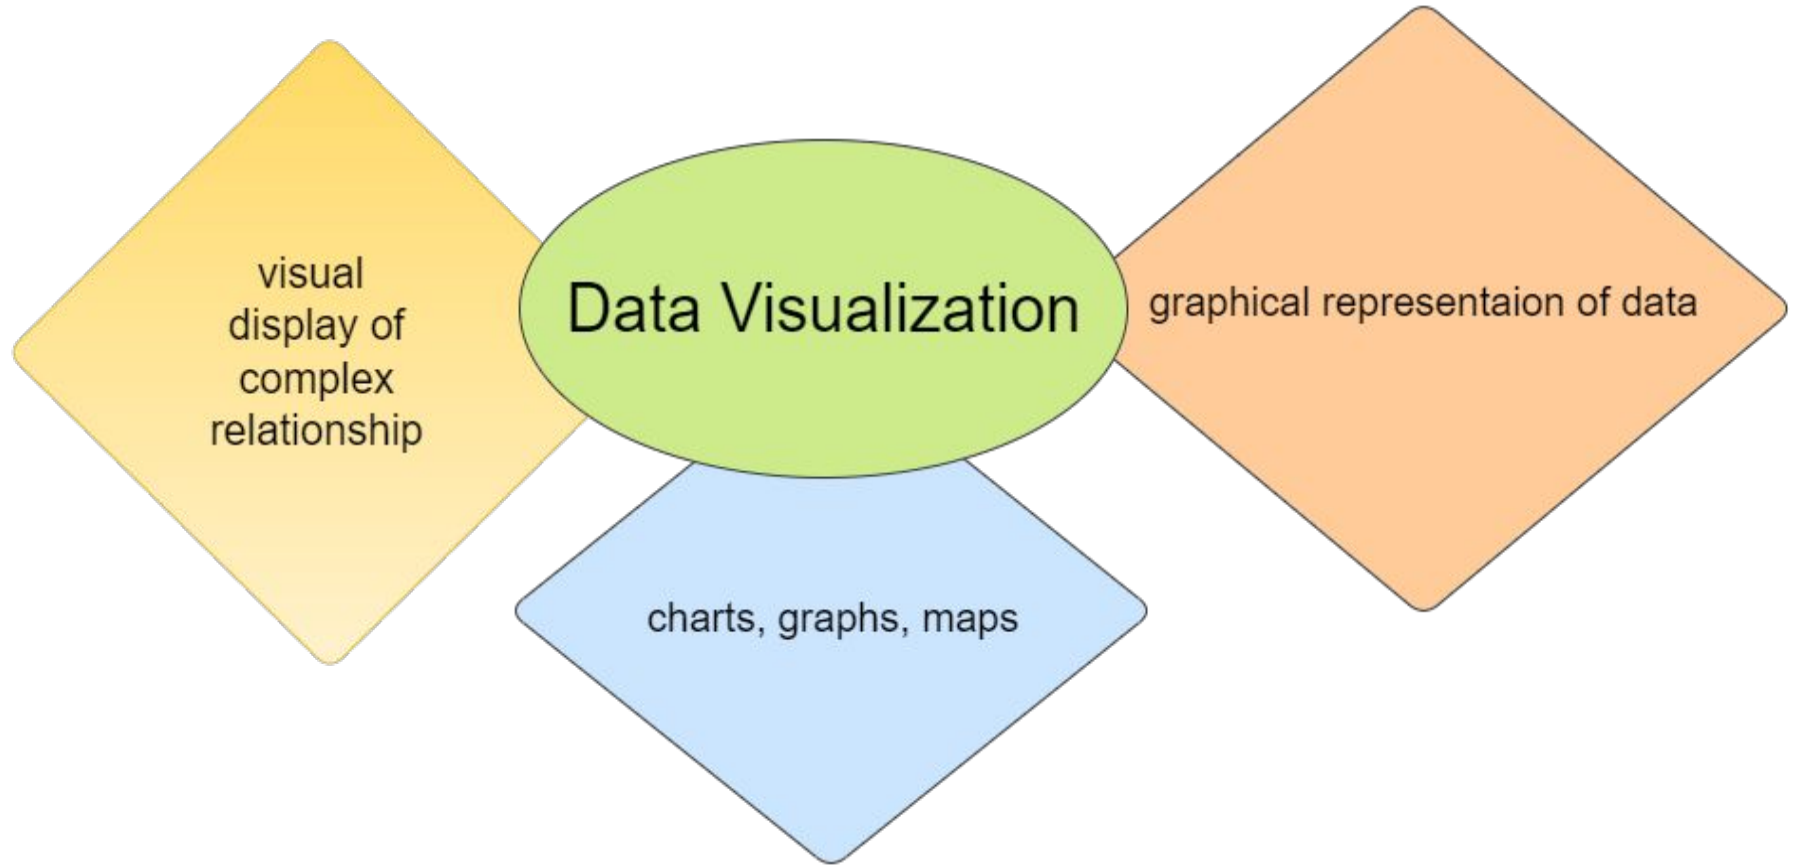 visual
display of
complex
relationship
Data Visualization
graphical representaion of data
charts, graphs, maps